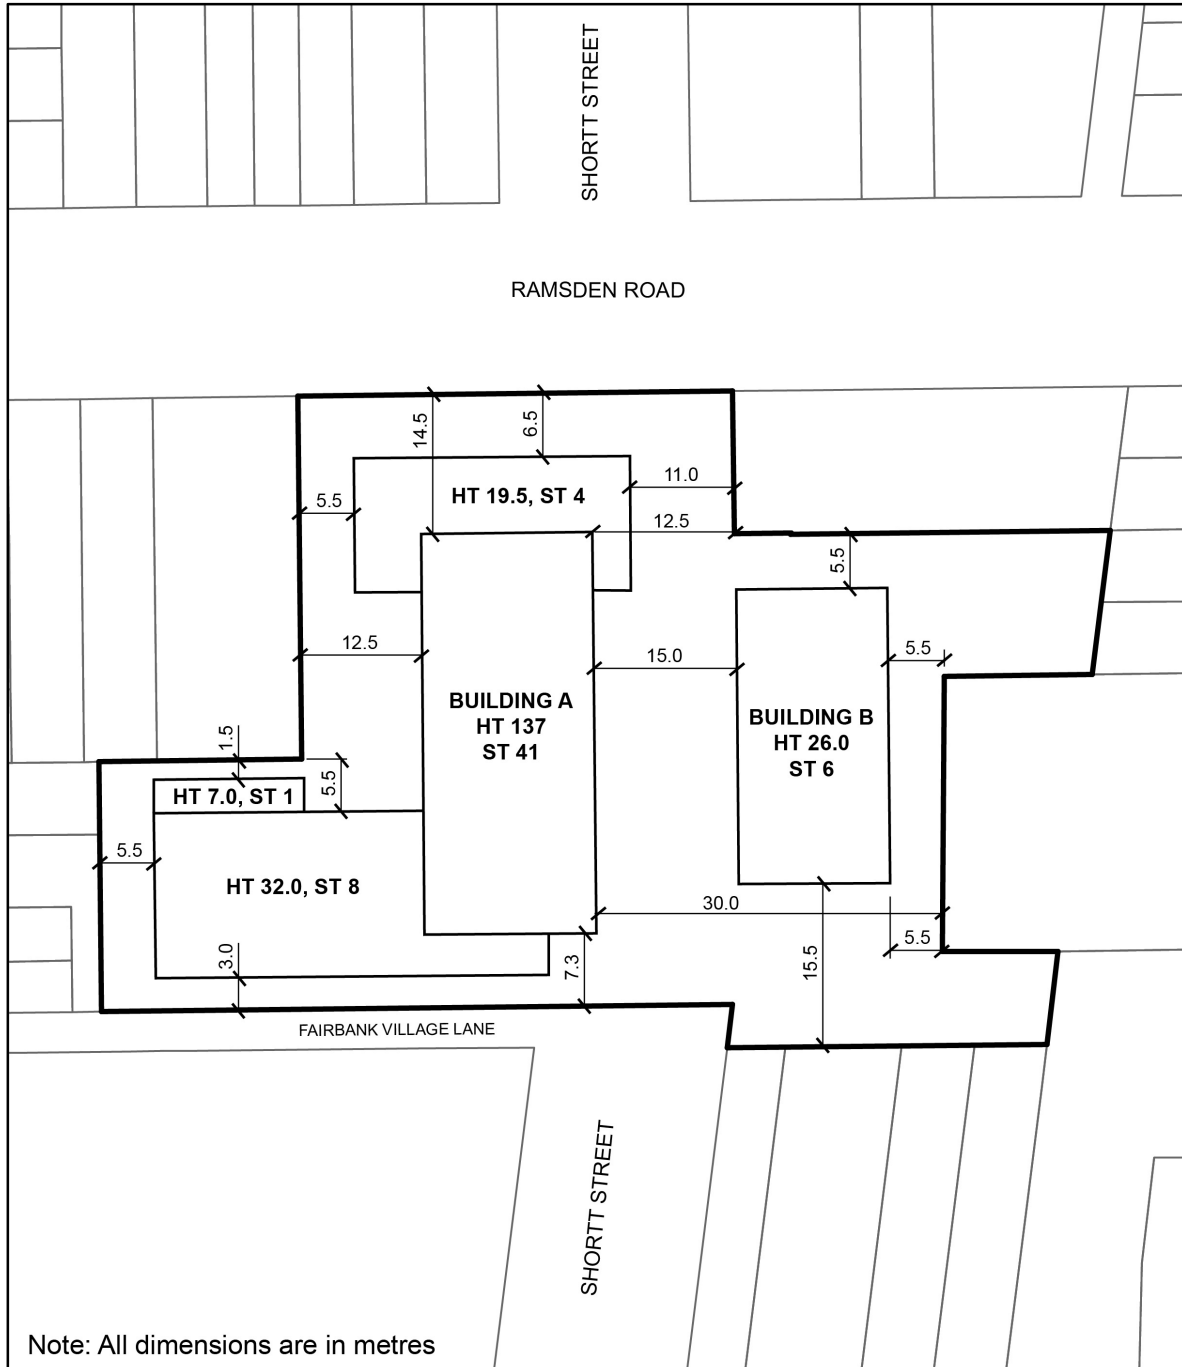 SHORTT STREET
RAMSDEN ROAD
14.5
6.5
11.0
HT 19.5, ST 4
5.5
12.5
5.5
12.5
15.0
5.5
BUILDING A
HT 137
ST 41
BUILDING B
HT 26.0
ST 6
1.5
5.5
HT 7.0, ST 1
5.5
HT 32.0, ST 8
30.0
5.5
3.0
7.3
15.5
FAIRBANK VILLAGE LANE
SHORTT STREET
Note: All dimensions are in metres